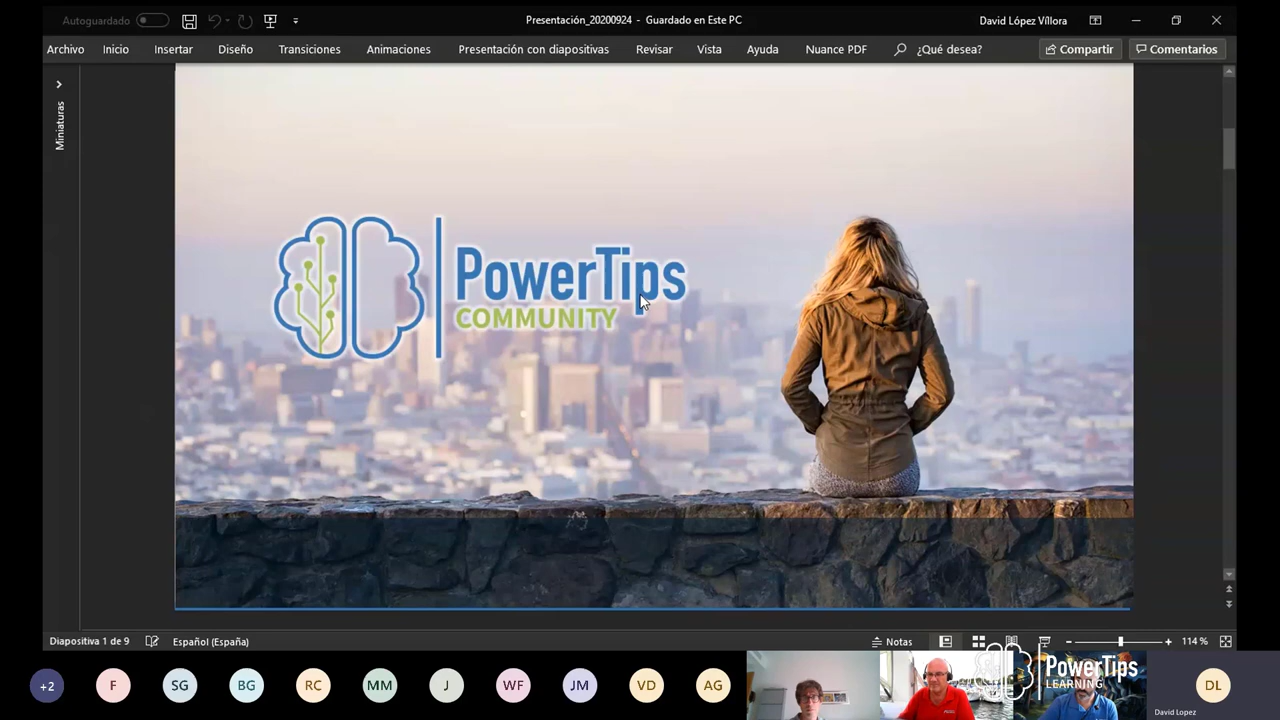 Autoguardado
Presentación_20200924 - Guardado en Este PC
David López Víllora
Archivo Inicio Insertar Diseño Transiciones Animaciones Presentación con diapositivas Revisar Vista Ayuda Nuance PDF ¿Qué desea? Compartir Comentarios
Miniaturas
PowerTips
COMMUNITY
Diapositiva 1 de 9 Español (España) Notas 114 %
+2 F SG BG RC MM J WF JM VD AG DL
PowerTips
LEARNING
David Lopez